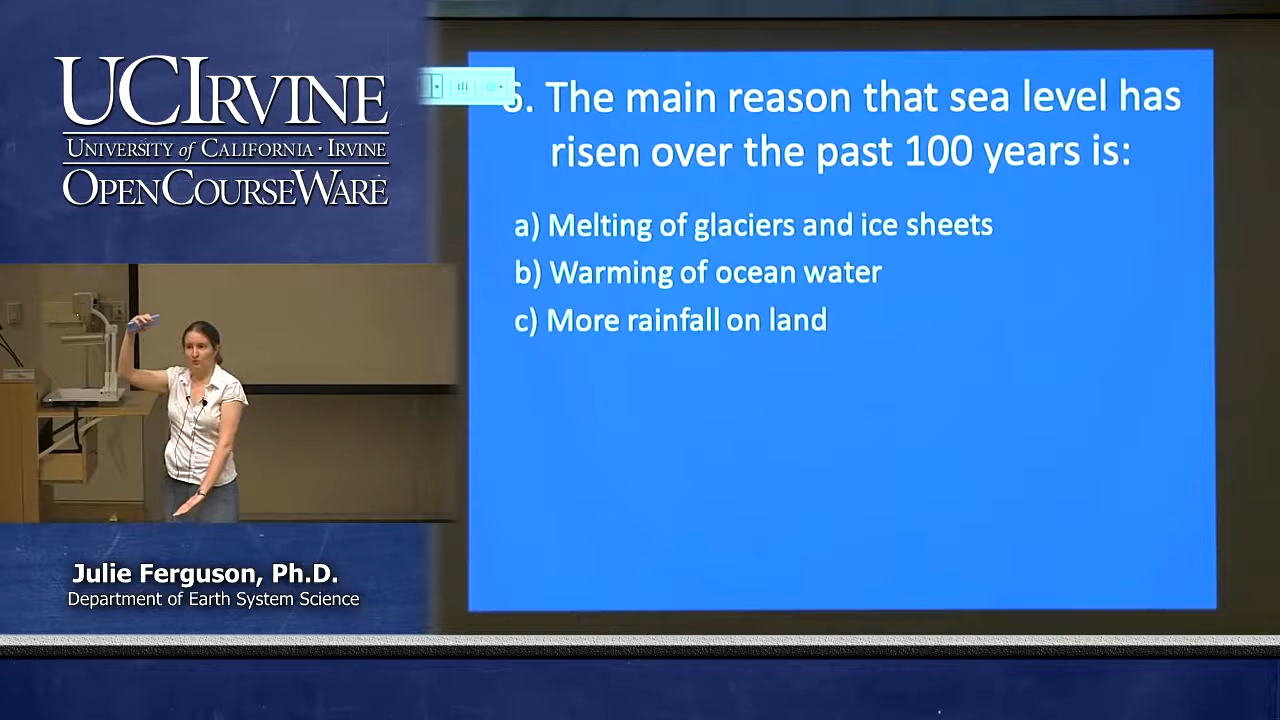 UCIRVINE
UNIVERSITY of CALIFORNIA · IRVINE
OPENCOURSEWARE
6. The main reason that sea level has
risen over the past 100 years is:
a) Melting of glaciers and ice sheets
b) Warming of ocean water
c) More rainfall on land
Julie Ferguson, Ph.D.
Department of Earth System Science